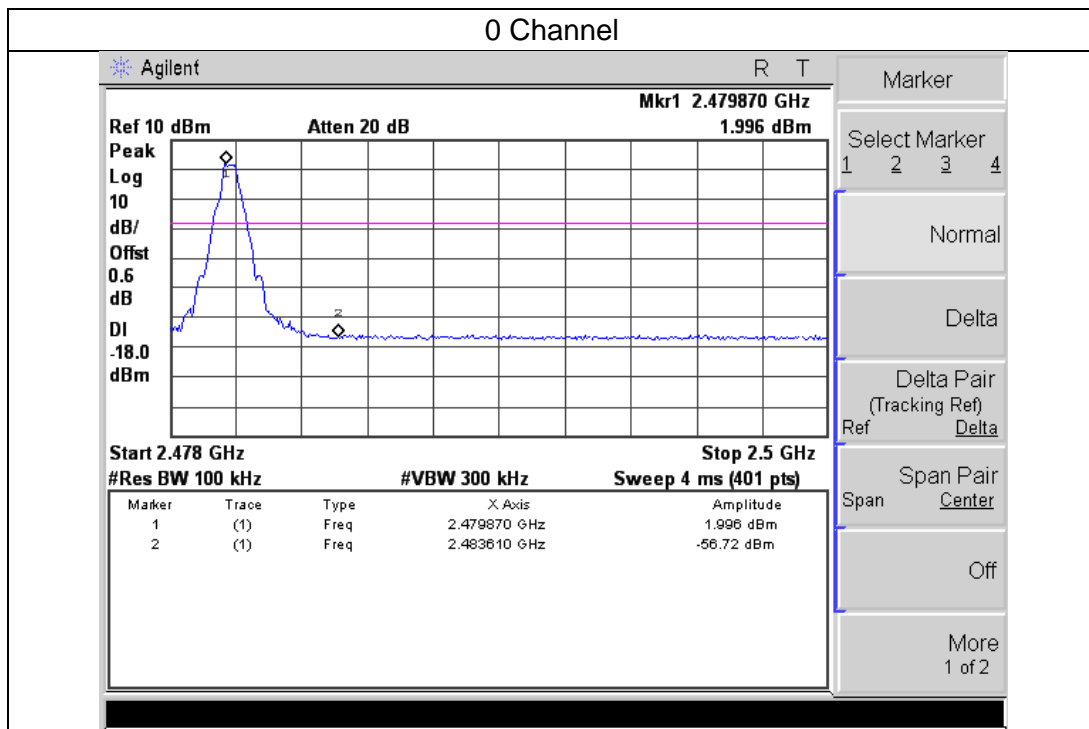 0 Channel
Agilent
R T
Mkr1 2.479870 GHz
Ref 10 dBm Atten 20 dB 1.996 dBm
Peak
Log
10
dB/
Offst
0.6
dB
DI
-18.0
dBm
1
2
Start 2.478 GHz Stop 2.5 GHz
#Res BW 100 kHz #VBW 300 kHz Sweep 4 ms (401 pts)
Marker Trace Type X Axis Amplitude
1 (1) Freq 2.479870 GHz 1.996 dBm
2 (1) Freq 2.483610 GHz -56.72 dBm
Marker
Select Marker
1 2 3 4
Normal
Delta
Delta Pair
(Tracking Ref)
Ref Delta
Span Pair
Span Center
Off
More
1 of 2